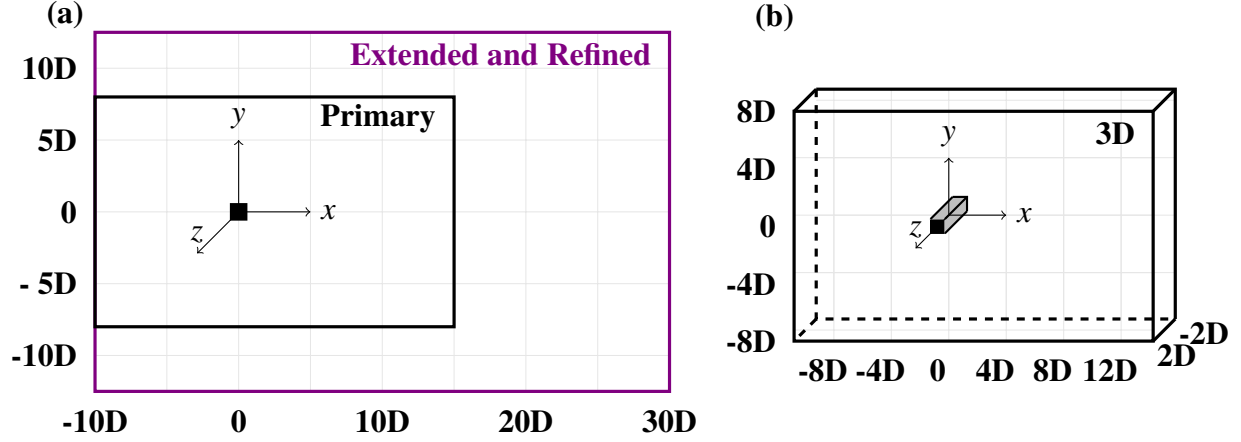 (a)
Extended and Refined
Primary
10D
5D
0
- 5D
-10D
y
x
z
-10D 0 10D 20D 30D
(b)
3D
8D
4D
0
-4D
-8D
y
x
z
-2D
2D
-8D -4D 0 4D 8D 12D